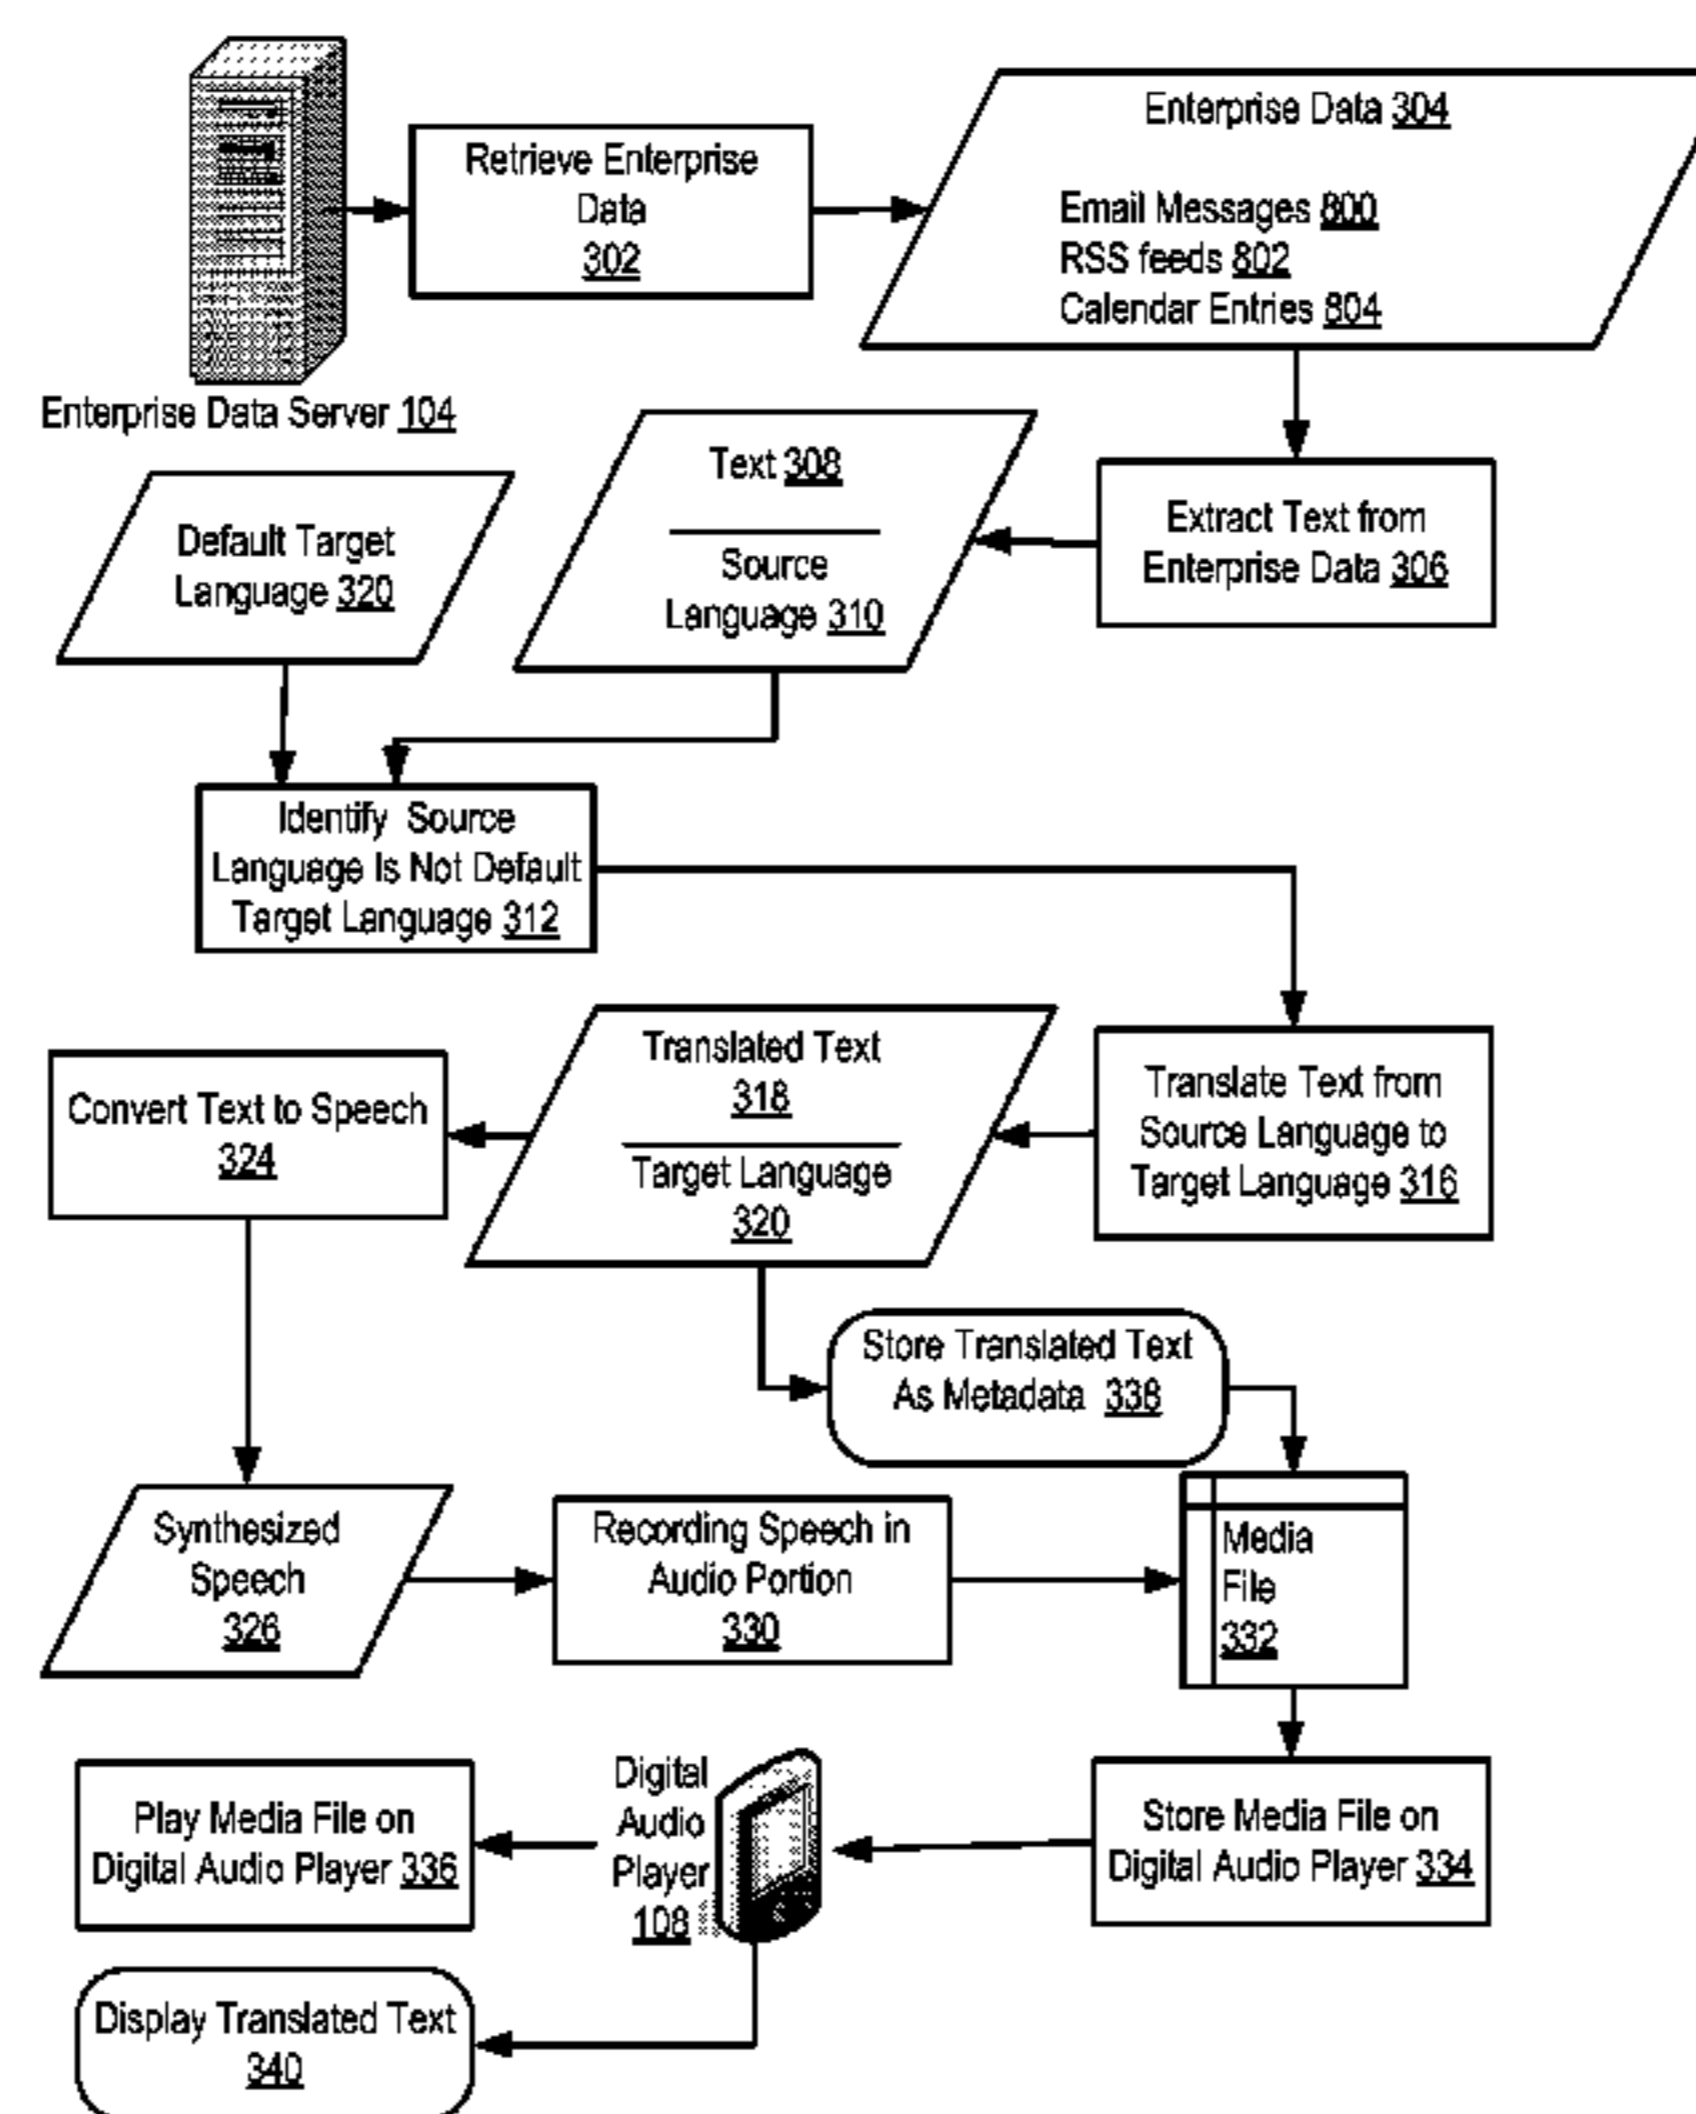 Retrieve Enterprise
Data
302
Enterprise Data 304
Email Messages 800
RSS feeds 802
Calendar Entries 804
Enterprise Data Server 104
Default Target
Language 320
Text 308
Source
Language 310
Extract Text from
Enterprise Data 306
Identify Source
Language Is Not Default
Target Language 312
Convert Text to Speech
324
Translated Text
318
Target Language
320
Translate Text from
Source Language to
Target Language 316
Store Translated Text
As Metadata 338
Synthesized
Speech
326
Recording Speech in
Audio Portion
330
Media
File
332
Play Media File on
Digital Audio Player 336
Digital
Audio
Player
108
Store Media File on
Digital Audio Player 334
Display Translated Text
340